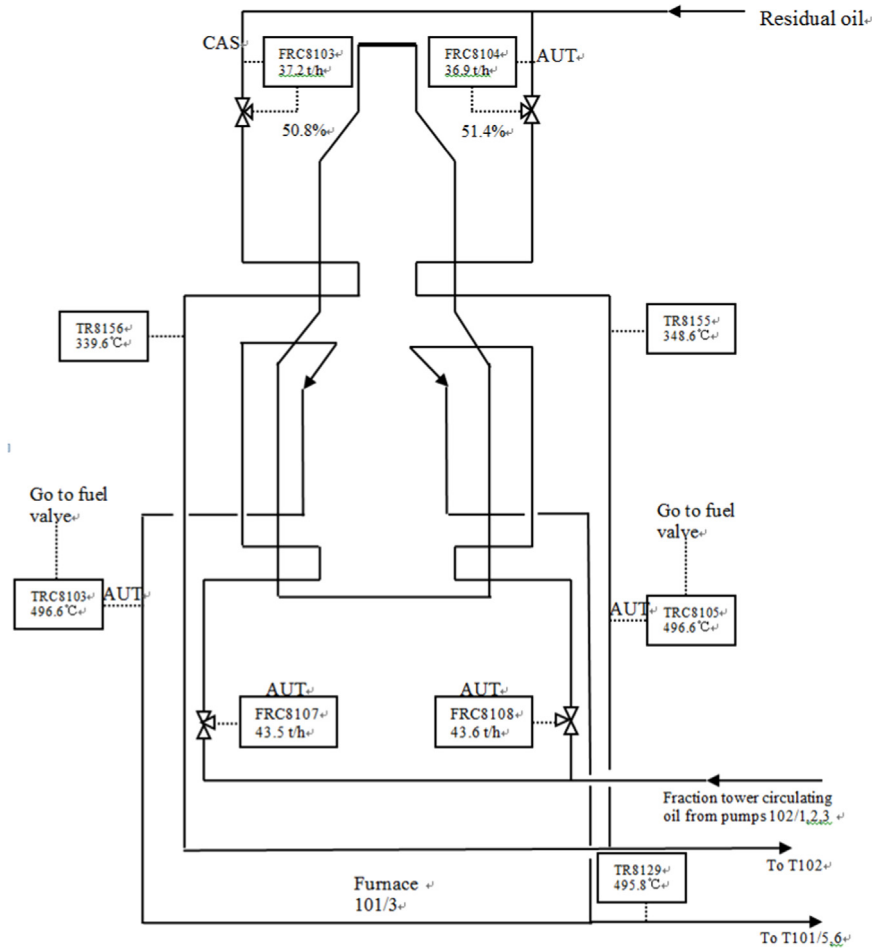 Residual oil↵
CAS
FRC8103↵
37.2 t/h↵
FRC8104↵
36.9 t/h↵
AUT↵
50.8%↵
51.4%↵
TR8156↵
339.6℃↵
TR8155↵
348.6℃↵
Go to fuel
valve↵
Go to fuel
valve↵
TRC8103↵
496.6℃↵
AUT↵
AUT↵
TRC8105↵
496.6℃↵
AUT↵
AUT↵
FRC8107↵
43.5 t/h↵
FRC8108↵
43.6 t/h↵
Fraction tower circulating
oil from pumps 102/1,2,3↵
TR8129↵
495.8℃↵
To T102↵
Furnace ↵
101/3↵
To T101/5,6↵